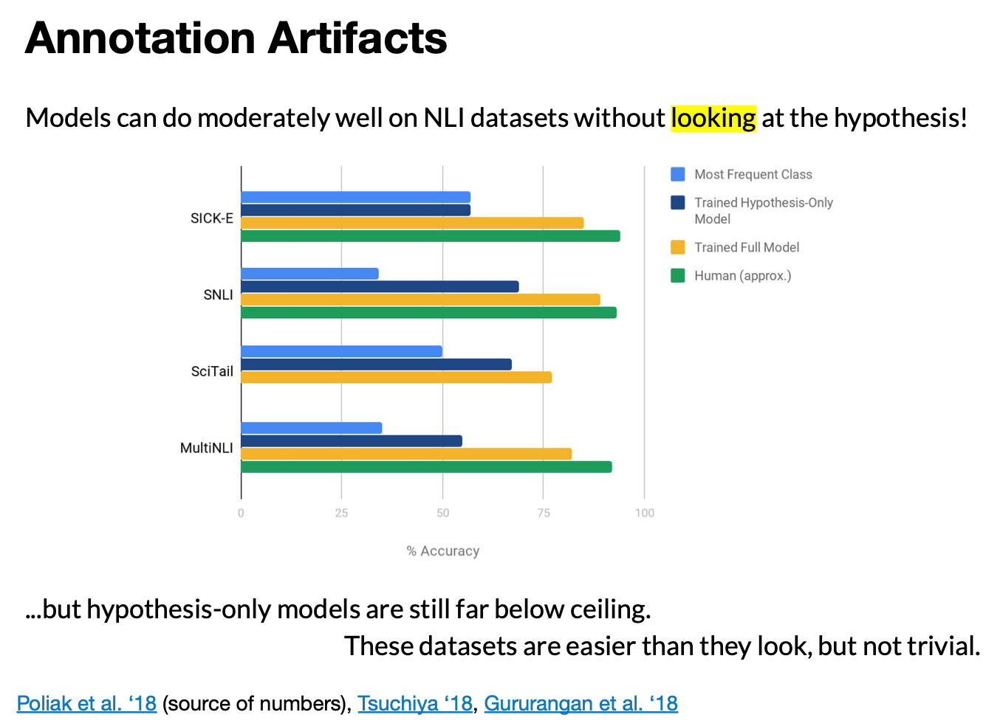 Annotation Artifacts
Models can do moderately well on NLI datasets without looking at the hypothesis!
Most Frequent Class
Trained Hypothesis-Only
Model
Trained Full Model
Human (approx.)
SICK-E
SNLI
SciTail
MultiNLI
0 25 50 75 100
% Accuracy
...but hypothesis-only models are still far below ceiling.
These datasets are easier than they look, but not trivial.
Poliak et al. ‘18 (source of numbers), Tsuchiya ‘18, Gururangan et al. ‘18